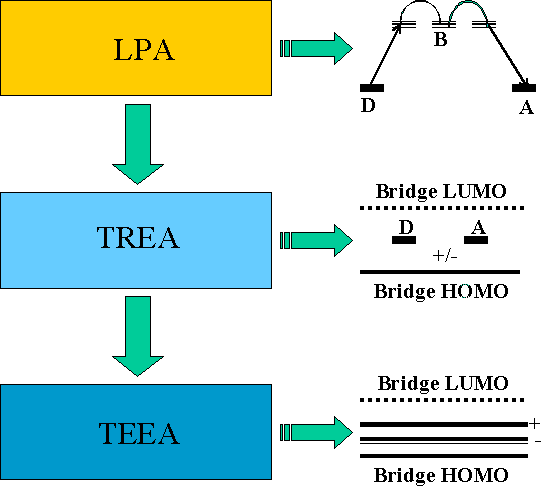 LPA
B
D
A
TREA
Bridge LUMO
D
A
+/-
Bridge HOMO
TEEA
Bridge LUMO
+
-
Bridge HOMO